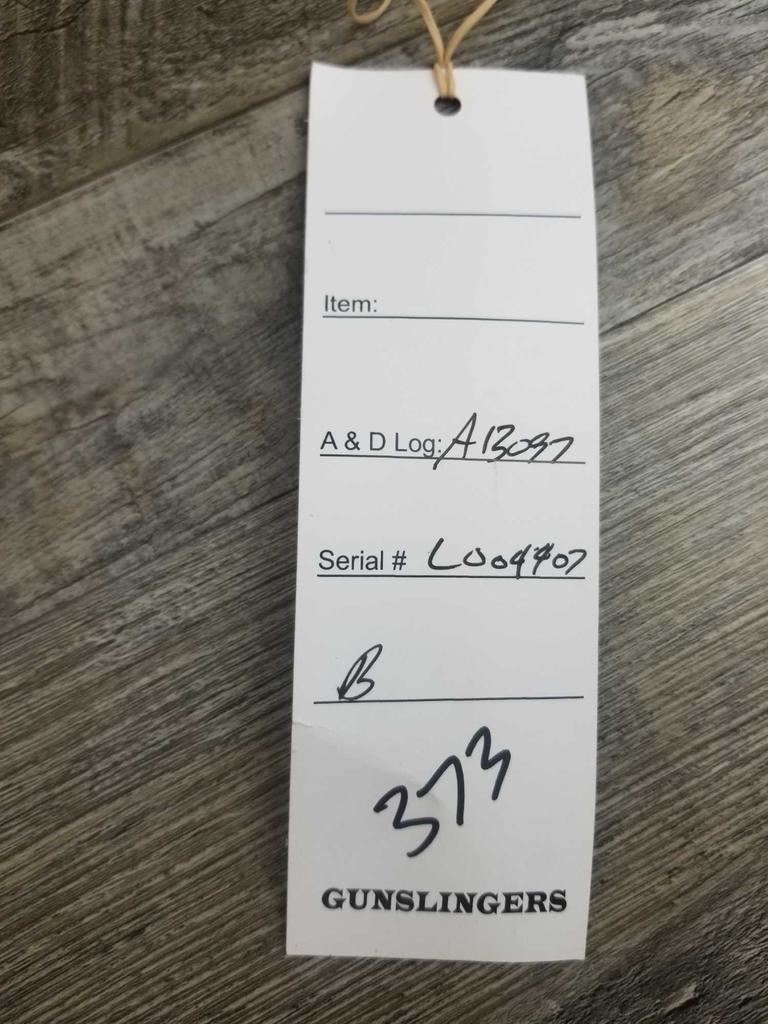 Item:
A & D Log: A13097
Serial # L004407
B
373
GUNSLINGERS